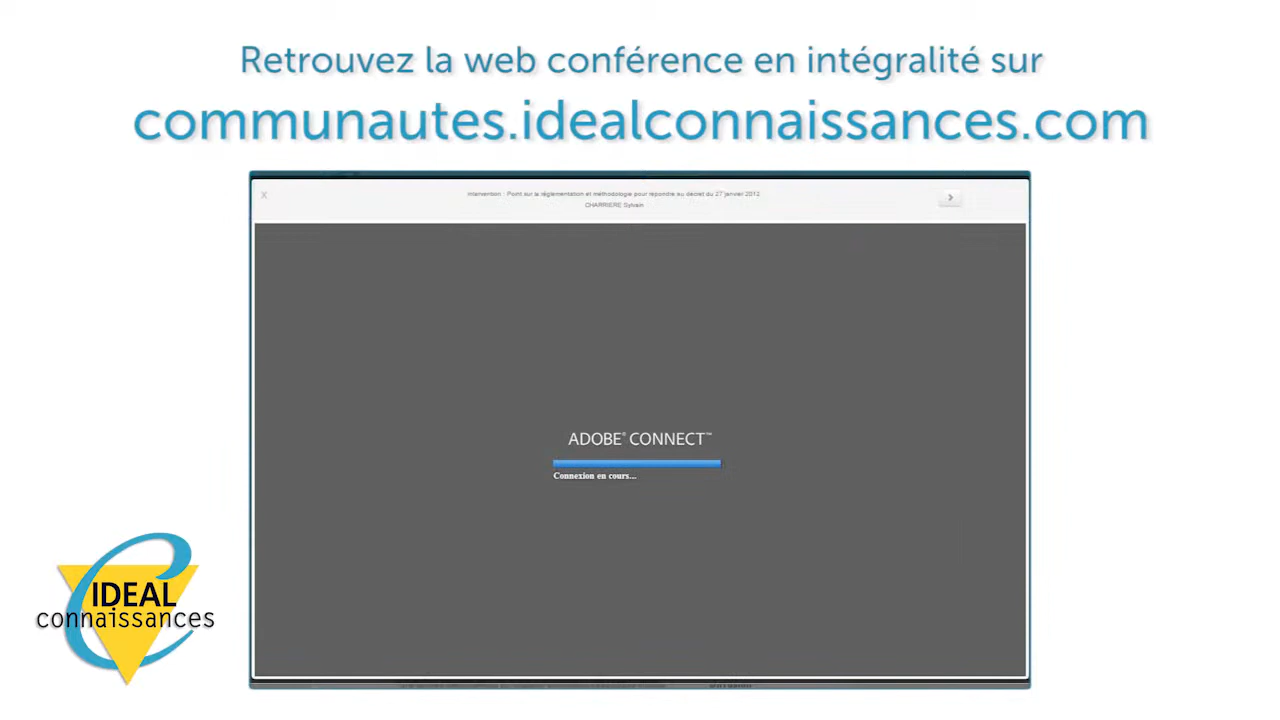 Retrouvez la web conférence en intégralité sur
communautes.idealconnaissances.com
X
Intervention : Point sur la réglementation et méthodologie pour répondre au décret du 27 janvier 2012
CHARRIERE Sylvain
ADOBE® CONNECT™
Connexion en cours...
IDEAL
connaissances